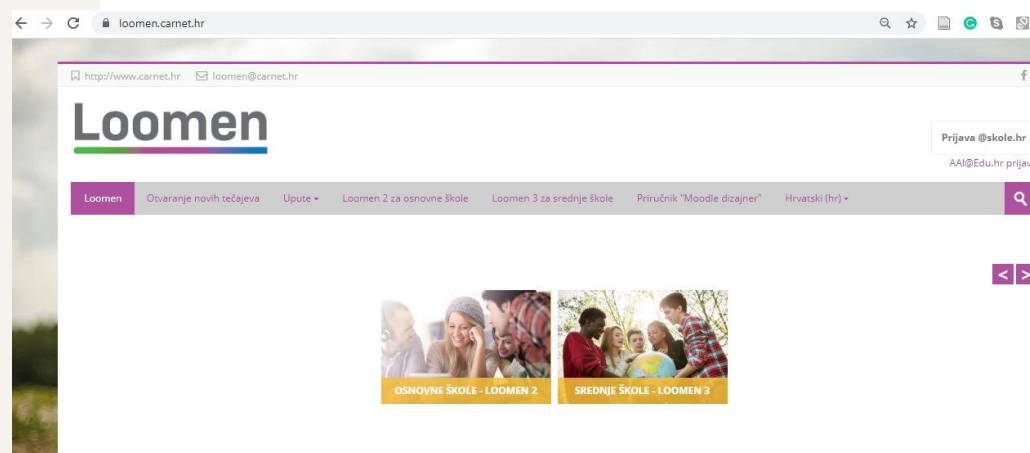 loomen.carnet.hr
http://www.carnet.hr loomen@carnet.hr
Loomen
Prijava @skole.hr
AAI@Edu.hr prijav
Loomen Otvaranje novih tečajeva Upute Loomen 2 za osnovne škole Loomen 3 za srednje škole Priručnik "Moodle dizajner" Hrvatski (hr)
OSNOVNE ŠKOLE - LOOMEN 2 SREDNJE ŠKOLE - LOOMEN 3